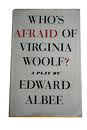 WHO'S
AFRAID OF
VIRGINIA
WOOLF?
A PLAY BY
EDWARD
ALBEE